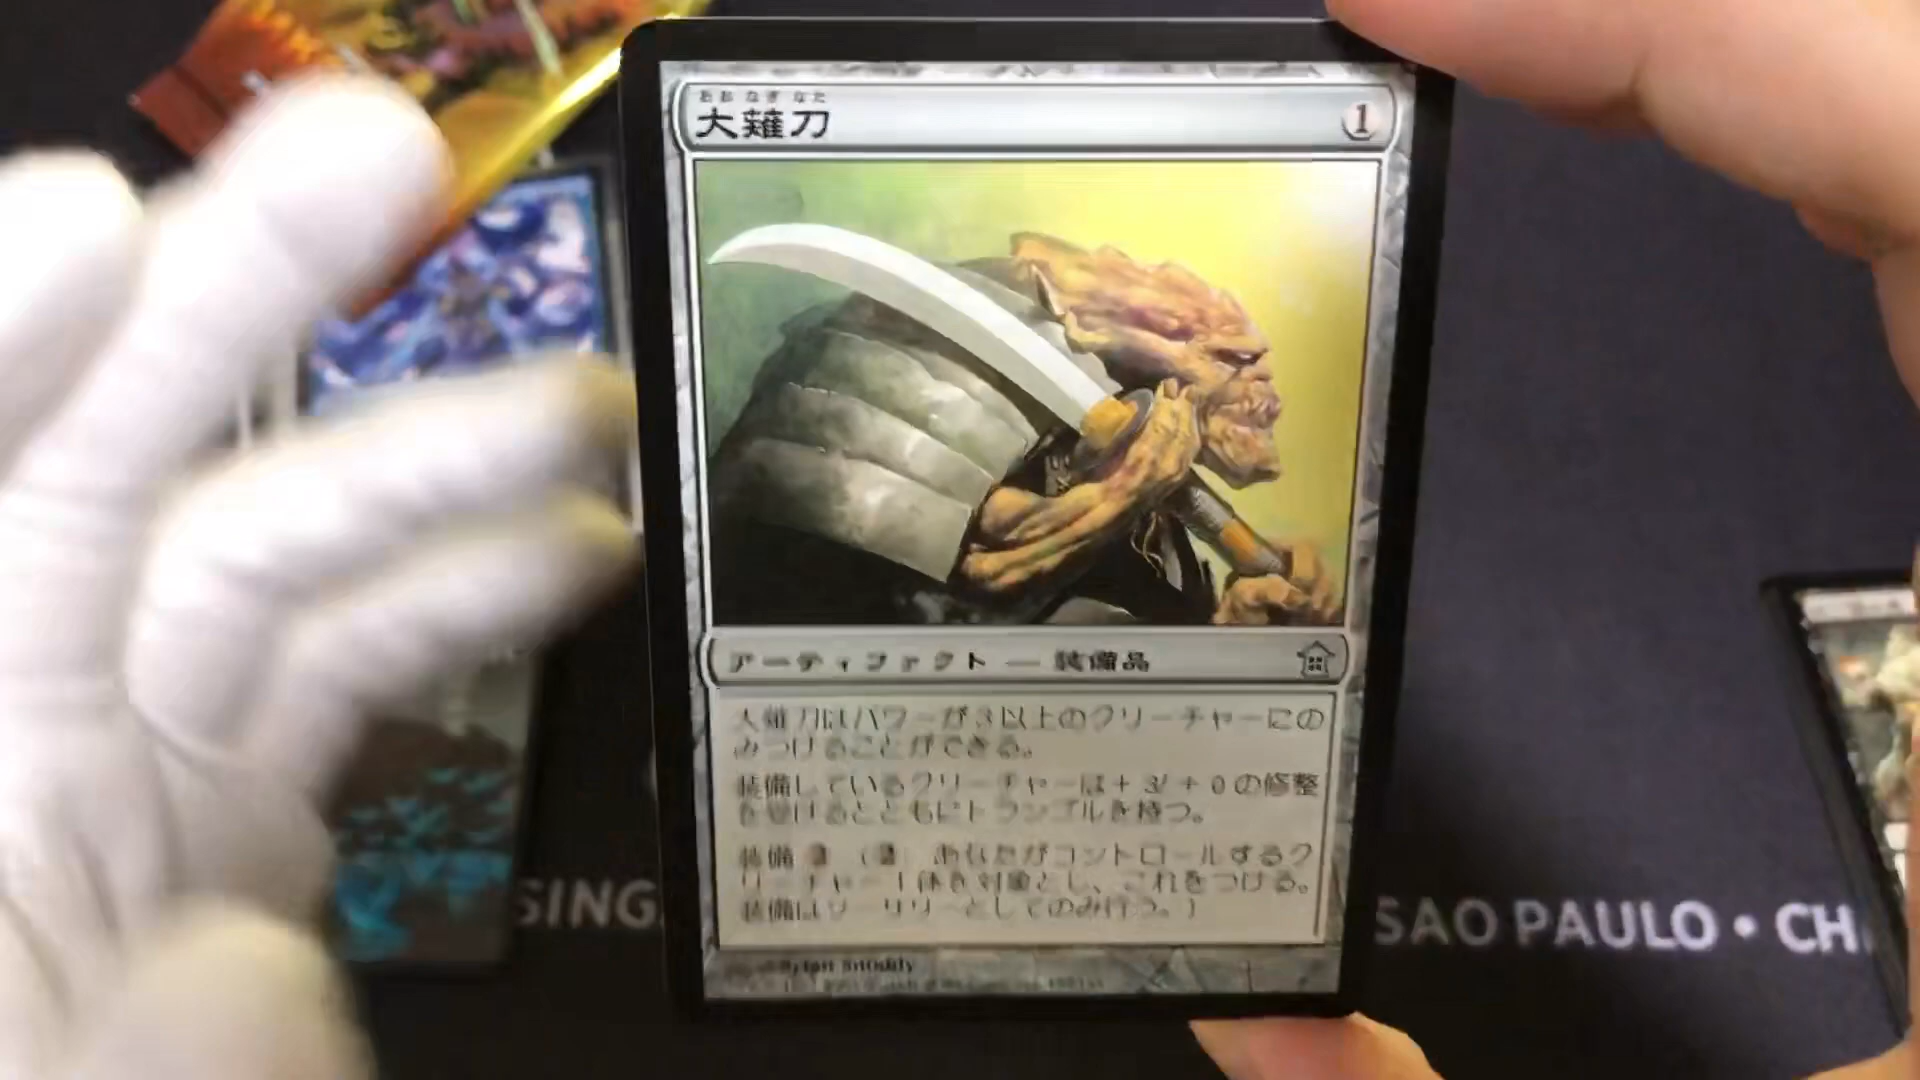 おおなぎなた
大薙刀
1
アーティファクト — 装備品
大薙刀はパワーが3以上のクリーチャーにの
みつけることができる。
装備しているクリーチャーは+3/+0の修整
を受けるとともにトランプルを持つ。
装備 2 (2: あなたがコントロールするク
リーチャー1体を対象とし、これをつける。
装備はソーサリーとしてのみ行う。)
SING
SAO PAULO • CH